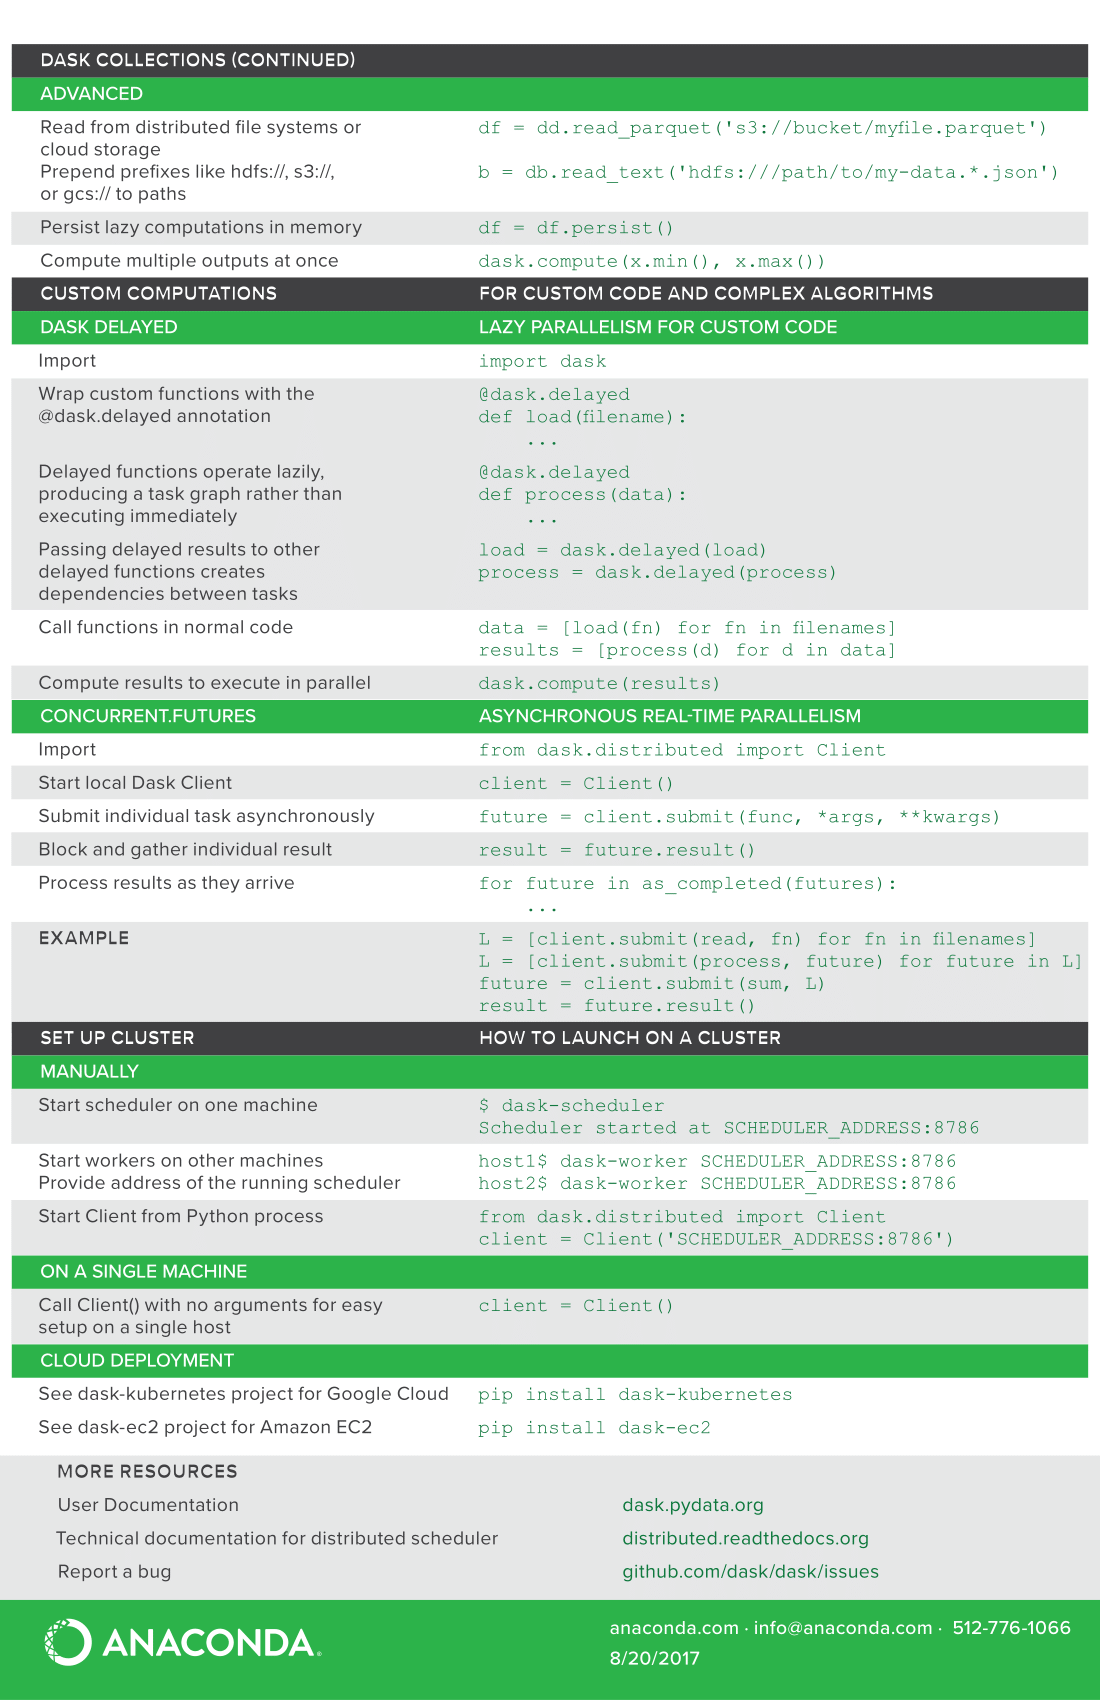 DASK COLLECTIONS (CONTINUED)
ADVANCED
Read from distributed file systems or
cloud storage
df = dd.read_parquet('s3://bucket/myfile.parquet')
Prepend prefixes like hdfs://, s3://,
or gcs:// to paths
b = db.read_text('hdfs:///path/to/my-data.*.json')
Persist lazy computations in memory
df = df.persist()
Compute multiple outputs at once
dask.compute(x.min(), x.max())
CUSTOM COMPUTATIONS
FOR CUSTOM CODE AND COMPLEX ALGORITHMS
DASK DELAYED
LAZY PARALLELISM FOR CUSTOM CODE
Import
import dask
Wrap custom functions with the
@dask.delayed annotation
@dask.delayed
def load(filename):
...
Delayed functions operate lazily,
producing a task graph rather than
executing immediately
@dask.delayed
def process(data):
...
Passing delayed results to other
delayed functions creates
dependencies between tasks
load = dask.delayed(load)
process = dask.delayed(process)
Call functions in normal code
data = [load(fn) for fn in filenames]
results = [process(d) for d in data]
Compute results to execute in parallel
dask.compute(results)
CONCURRENT.FUTURES
ASYNCHRONOUS REAL-TIME PARALLELISM
Import
from dask.distributed import Client
Start local Dask Client
client = Client()
Submit individual task asynchronously
future = client.submit(func, *args, **kwargs)
Block and gather individual result
result = future.result()
Process results as they arrive
for future in as_completed(futures):
...
EXAMPLE
L = [client.submit(read, fn) for fn in filenames]
L = [client.submit(process, future) for future in L]
future = client.submit(sum, L)
result = future.result()
SET UP CLUSTER
HOW TO LAUNCH ON A CLUSTER
MANUALLY
Start scheduler on one machine
$ dask-scheduler
Scheduler started at SCHEDULER_ADDRESS:8786
Start workers on other machines
Provide address of the running scheduler
host1$ dask-worker SCHEDULER_ADDRESS:8786
host2$ dask-worker SCHEDULER_ADDRESS:8786
Start Client from Python process
from dask.distributed import Client
client = Client('SCHEDULER_ADDRESS:8786')
ON A SINGLE MACHINE
Call Client() with no arguments for easy
setup on a single host
client = Client()
CLOUD DEPLOYMENT
See dask-kubernetes project for Google Cloud
pip install dask-kubernetes
See dask-ec2 project for Amazon EC2
pip install dask-ec2
MORE RESOURCES
User Documentation
dask.pydata.org
Technical documentation for distributed scheduler
distributed.readthedocs.org
Report a bug
github.com/dask/dask/issues
ANACONDA®
anaconda.com · info@anaconda.com · 512-776-1066
8/20/2017